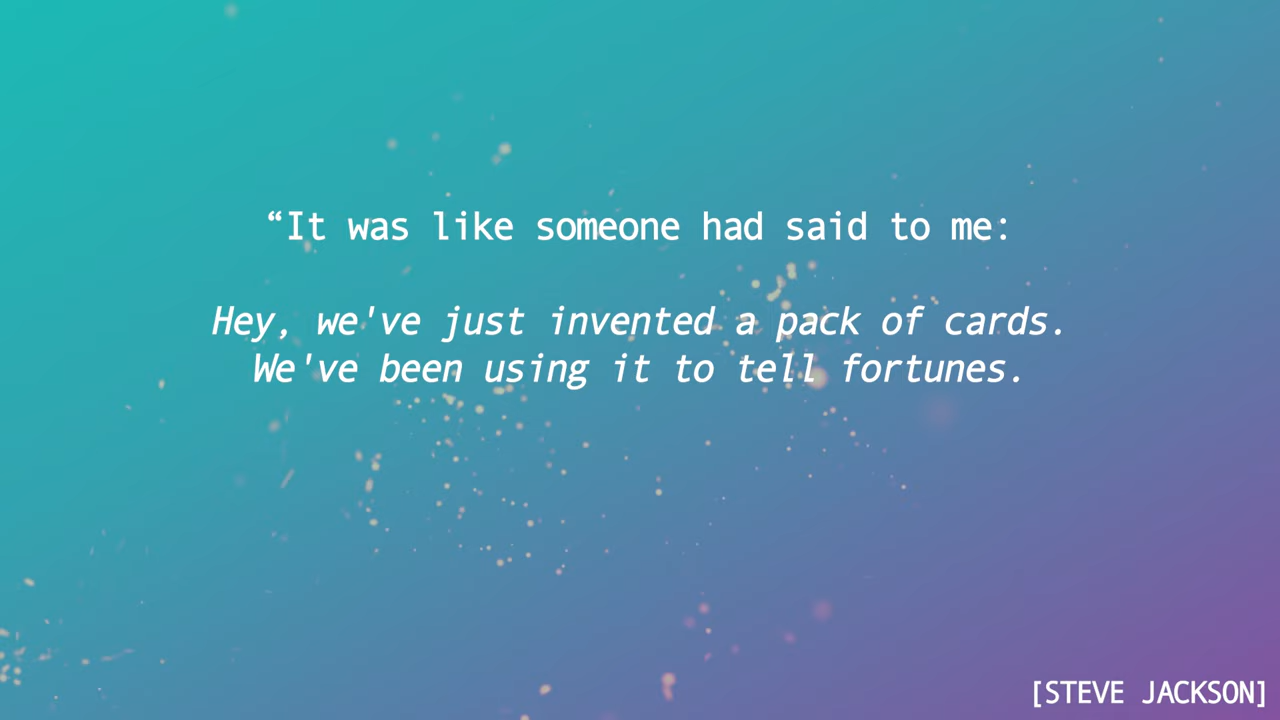 “It was like someone had said to me:
Hey, we've just invented a pack of cards.
We've been using it to tell fortunes.
[STEVE JACKSON]